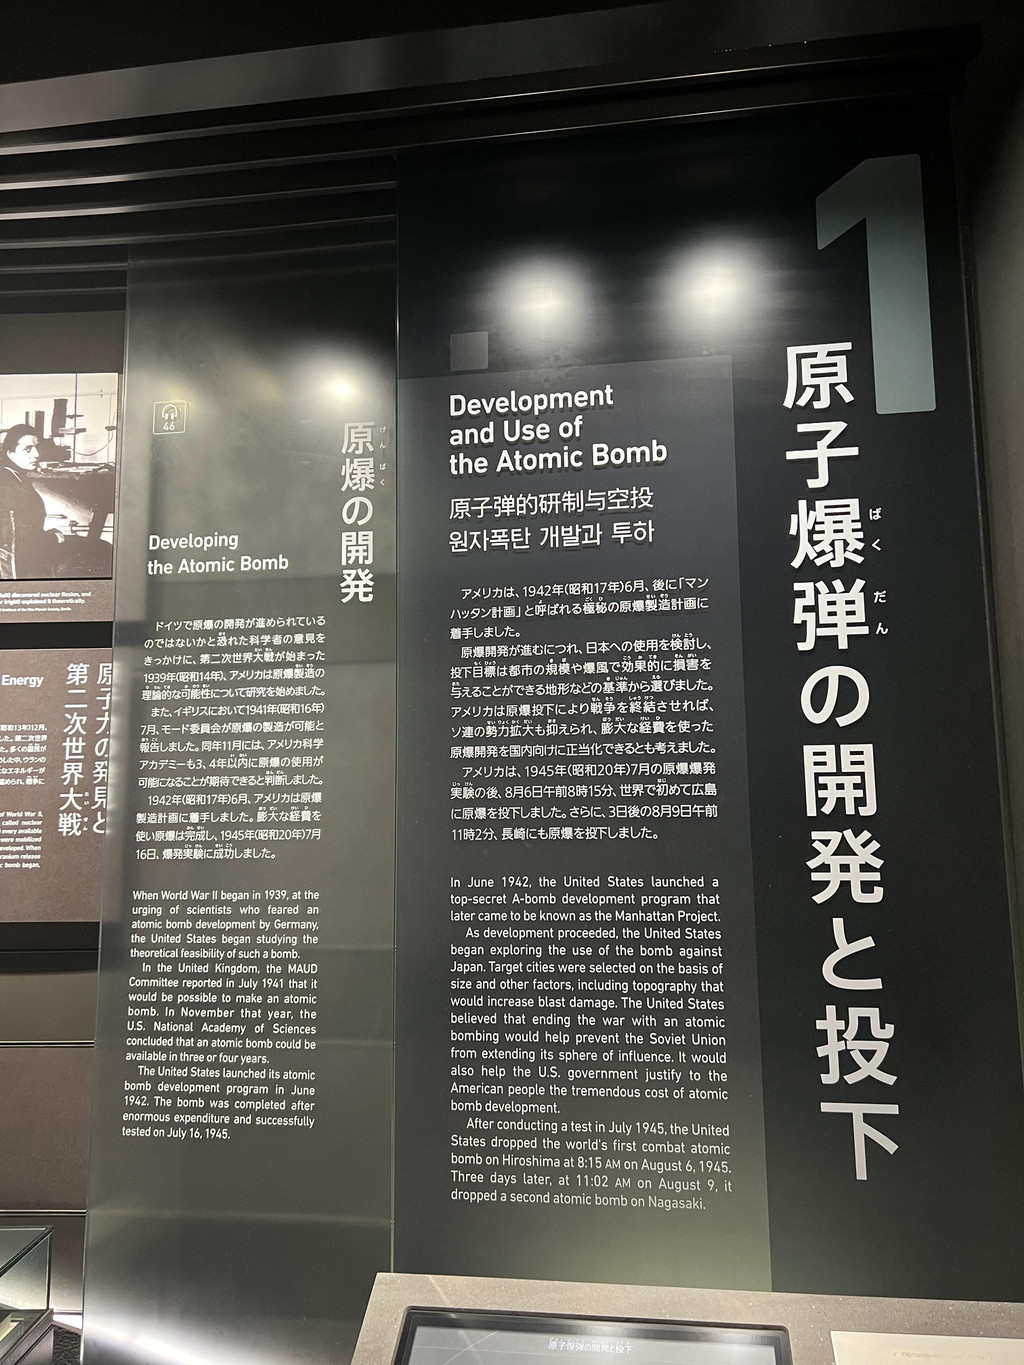 1
原子爆弾の開発と投下
ばく
だん
Development
and Use of
the Atomic Bomb
原子弹的研制与空投
원자폭탄 개발과 투하
アメリカは、1942年(昭和17年)6月、後に「マン
ハッタン計画」と呼ばれる極秘の原爆製造計画に
着手しました。
原爆開発が進むにつれ、日本への使用を検討し、
投下目標は都市の規模や爆風で効果的に損害を
与えることができる地形などの基準から選びました。
アメリカは原爆投下により戦争を終結させれば、
ソ連の勢力拡大も抑えられ、膨大な経費を使った
原爆開発を国内向けに正当化できるとも考えました。
アメリカは、1945年(昭和20年)7月の原爆爆発
実験の後、8月6日午前8時15分、世界で初めて広島
に原爆を投下しました。さらに、3日後の8月9日午前
11時2分、長崎にも原爆を投下しました。
In June 1942, the United States launched a
top-secret A-bomb development program that
later came to be known as the Manhattan Project.
As development proceeded, the United States
began exploring the use of the bomb against
Japan. Target cities were selected on the basis of
size and other factors, including topography that
would increase blast damage. The United States
believed that ending the war with an atomic
bombing would help prevent the Soviet Union
from extending its sphere of influence. It would
also help the U.S. government justify to the
American people the tremendous cost of atomic
bomb development.
After conducting a test in July 1945, the United
States dropped the world's first combat atomic
bomb on Hiroshima at 8:15 AM on August 6, 1945.
Three days later, at 11:02 AM on August 9, it
dropped a second atomic bomb on Nagasaki.
46
原爆の開発
げんばく
Developing
the Atomic Bomb
ドイツで原爆の開発が進められている
のではないかと恐れた科学者の意見を
きっかけに、第二次世界大戦が始まった
1939年(昭和14年)、アメリカは原爆製造の
理論的な可能性について研究を始めました。
また、イギリスにおいて1941年(昭和16年)
7月、モード委員会が原爆の製造が可能と
報告しました。同年11月には、アメリカ科学
アカデミーも3、4年以内に原爆の使用が
可能になることが期待できると判断しました。
1942年(昭和17年)6月、アメリカは原爆
製造計画に着手しました。膨大な経費を
使い原爆は完成し、1945年(昭和20年)7月
16日、爆発実験に成功しました。
When World War II began in 1939, at the
urging of scientists who feared an
atomic bomb development by Germany,
the United States began studying the
theoretical feasibility of such a bomb.
In the United Kingdom, the MAUD
Committee reported in July 1941 that it
would be possible to make an atomic
bomb. In November that year, the
U.S. National Academy of Sciences
concluded that an atomic bomb could be
available in three or four years.
The United States launched its atomic
bomb development program in June
1942. The bomb was completed after
enormous expenditure and successfully
tested on July 16, 1945.
discovered nuclear fission, and
bright) explained it theoretically.
Energy
第二次世界大戦
たいせん
of World War II,
called nuclear
every available
were mobilized
developed. When
uranium release
bomb began.
原子爆弾の開発と投下